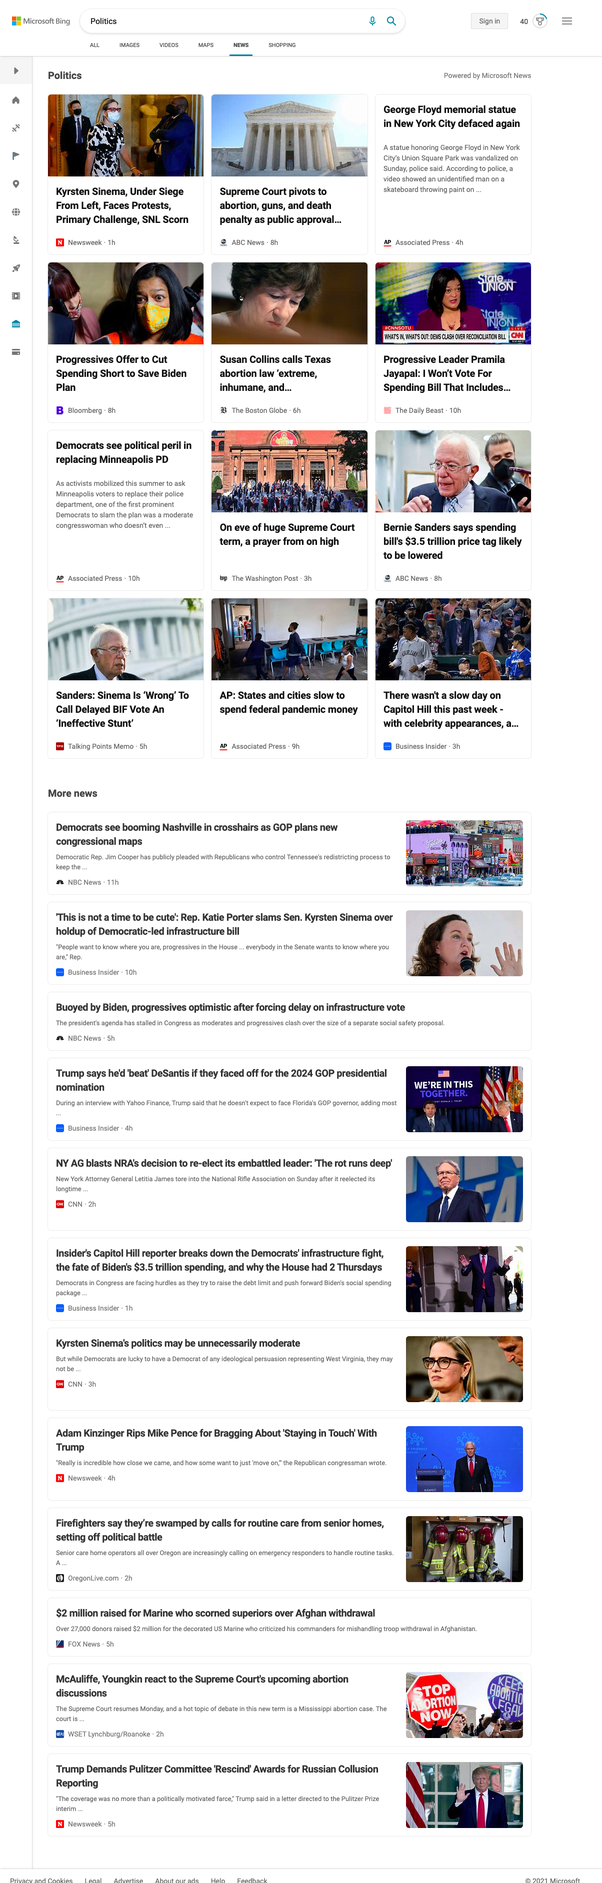 Microsoft Bing
Politics
Sign in
40
ALL IMAGES VIDEOS MAPS NEWS SHOPPING
Politics
Powered by Microsoft News
Kyrsten Sinema, Under Siege
From Left, Faces Protests,
Primary Challenge, SNL Scorn
Newsweek · 1h
Supreme Court pivots to
abortion, guns, and death
penalty as public approval...
ABC News · 8h
George Floyd memorial statue
in New York City defaced again
A statue honoring George Floyd in New York
City's Union Square Park was vandalized on
Sunday, police said. According to police, a
video showed an unidentified man on a
skateboard throwing paint on ...
AP Associated Press · 4h
Progressives Offer to Cut
Spending Short to Save Biden
Plan
B Bloomberg · 8h
Susan Collins calls Texas
abortion law 'extreme,
inhumane, and...
B The Boston Globe · 6h
State
UNION
#CNNSOTU
WHAT'S IN, WHAT'S OUT: DEMS CLASH OVER RECONCILIATION BILL
CNN
Progressive Leader Pramila
Jayapal: I Won't Vote For
Spending Bill That Includes...
The Daily Beast · 10h
Democrats see political peril in
replacing Minneapolis PD
As activists mobilized this summer to ask
Minneapolis voters to replace their police
department, one of the first prominent
Democrats to slam the plan was a moderate
congresswoman who doesn't even ...
AP Associated Press · 10h
On eve of huge Supreme Court
term, a prayer from on high
wp The Washington Post · 3h
Bernie Sanders says spending
bill's $3.5 trillion price tag likely
to be lowered
ABC News · 8h
Sanders: Sinema Is 'Wrong' To
Call Delayed BIF Vote An
'Ineffective Stunt'
Talking Points Memo · 5h
AP: States and cities slow to
spend federal pandemic money
AP Associated Press · 9h
There wasn't a slow day on
Capitol Hill this past week -
with celebrity appearances, a...
Business Insider · 3h
More news
Democrats see booming Nashville in crosshairs as GOP plans new
congressional maps
Democratic Rep. Jim Cooper has publicly pleaded with Republicans who control Tennessee's redistricting process to
keep the ...
NBC News · 11h
'This is not a time to be cute': Rep. Katie Porter slams Sen. Kyrsten Sinema over
holdup of Democratic-led infrastructure bill
"People want to know where you are, progressives in the House ... everybody in the Senate wants to know where you
are," Rep.
Business Insider · 10h
Buoyed by Biden, progressives optimistic after forcing delay on infrastructure vote
The president's agenda has stalled in Congress as moderates and progressives clash over the size of a separate social safety proposal.
NBC News · 5h
Trump says he'd 'beat' DeSantis if they faced off for the 2024 GOP presidential
nomination
During an interview with Yahoo Finance, Trump said that he doesn't expect to face Florida's GOP governor, adding most
...
Business Insider · 4h
WE'RE IN THIS
TOGETHER.
NY AG blasts NRA's decision to re-elect its embattled leader: 'The rot runs deep'
New York Attorney General Letitia James tore into the National Rifle Association on Sunday after it reelected its
longtime ...
CNN CNN · 2h
Insider's Capitol Hill reporter breaks down the Democrats' infrastructure fight,
the fate of Biden's $3.5 trillion spending, and why the House had 2 Thursdays
Democrats in Congress are facing hurdles as they try to raise the debt limit and push forward Biden's social spending
package ...
Business Insider · 1h
Kyrsten Sinema's politics may be unnecessarily moderate
But while Democrats are lucky to have a Democrat of any ideological persuasion representing West Virginia, they may
not be ...
CNN CNN · 3h
Adam Kinzinger Rips Mike Pence for Bragging About 'Staying in Touch' With
Trump
"Really is incredible how close we came, and how some want to just 'move on,'" the Republican congressman wrote.
N Newsweek · 4h
Firefighters say they're swamped by calls for routine care from senior homes,
setting off political battle
Senior care home operators all over Oregon are increasingly calling on emergency responders to handle routine tasks.
A ...
OregonLive.com · 2h
$2 million raised for Marine who scorned superiors over Afghan withdrawal
Over 27,000 donors raised $2 million for the decorated US Marine who criticized his commanders for mishandling troop withdrawal in Afghanistan.
FOX News · 5h
McAuliffe, Youngkin react to the Supreme Court's upcoming abortion
discussions
The Supreme Court resumes Monday, and a hot topic of debate in this new term is a Mississippi abortion case. The
court is ...
WSET Lynchburg/Roanoke · 2h
STOP
ABORTION
NOW
KEEP
ABORTION
LEGAL
Trump Demands Pulitzer Committee 'Rescind' Awards for Russian Collusion
Reporting
"The coverage was no more than a politically motivated farce," Trump said in a letter directed to the Pulitzer Prize
interim ...
N Newsweek · 5h
Privacy and Cookies Legal Advertise About our ads Help Feedback
© 2021 Microsoft